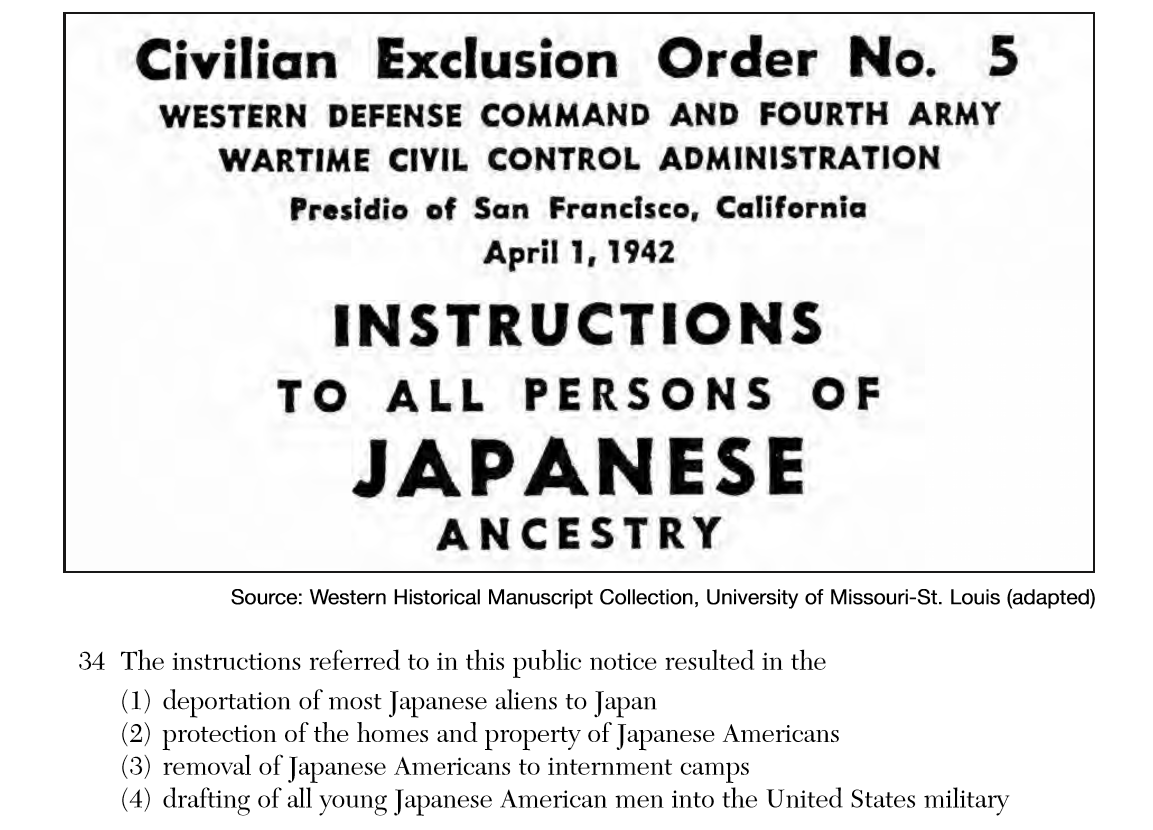 Civilian Exclusion Order No. 5
WESTERN DEFENSE COMMAND AND FOURTH ARMY
WARTIME CIVIL CONTROL ADMINISTRATION
Presidio of San Francisco, California
April 1, 1942
INSTRUCTIONS
TO ALL PERSONS OF
JAPANESE
ANCESTRY
Source: Western Historical Manuscript Collection, University of Missouri-St. Louis (adapted)
34 The instructions referred to in this public notice resulted in the
(1) deportation of most Japanese aliens to Japan
(2) protection of the homes and property of Japanese Americans
(3) removal of Japanese Americans to internment camps
(4) drafting of all young Japanese American men into the United States military